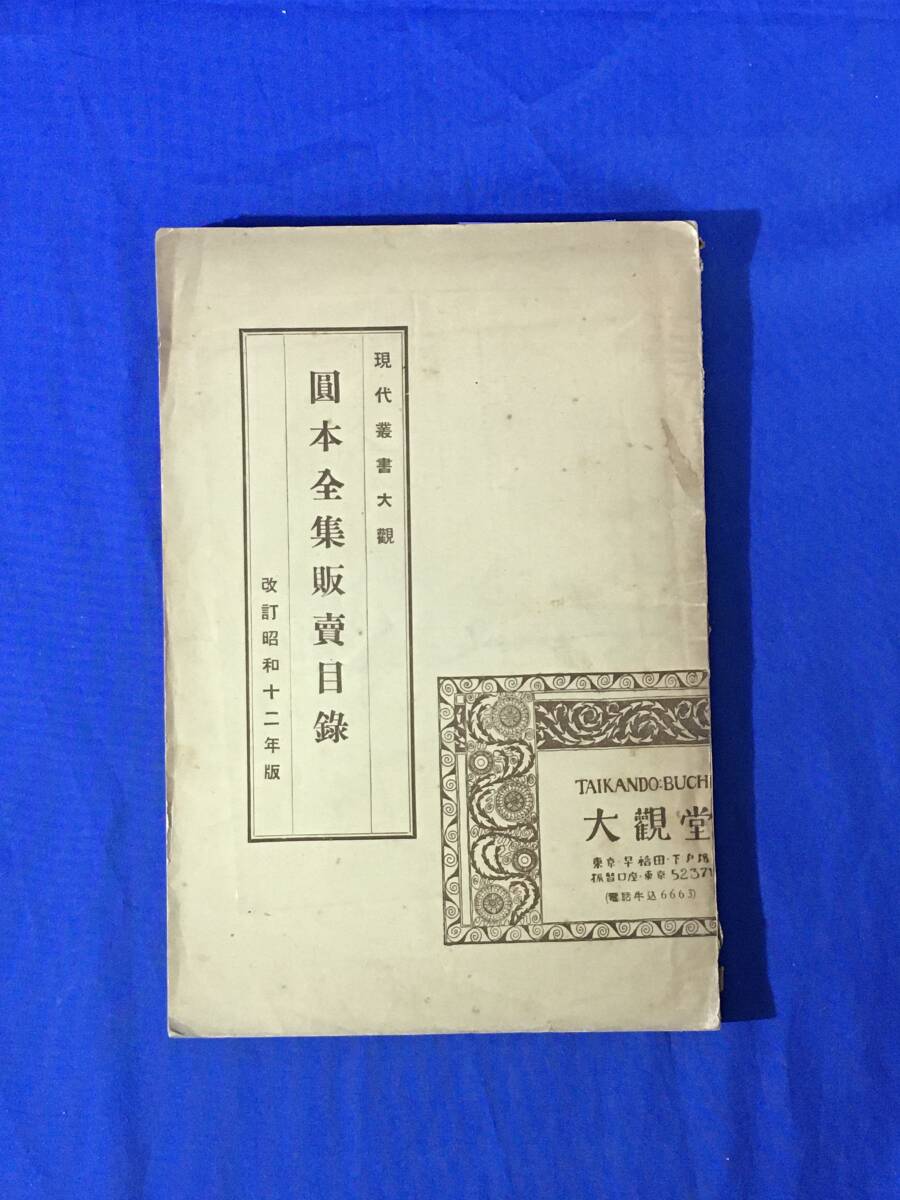 現代叢書大觀
圓本全集販賣目錄
改訂昭和十二年版
TAIKANDO:BUCH
大觀堂
東京・早稲田・下戸塚
振替口座・東京52371
(電話牛込6663)